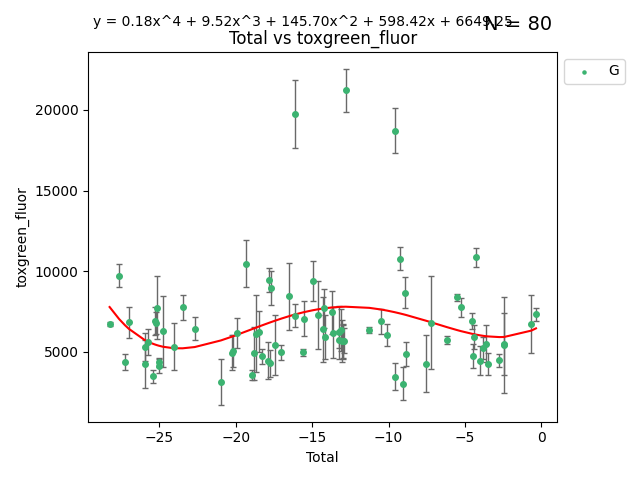 y = 0.18x^4 + 9.52x^3 + 145.70x^2 + 598.42x + 6649.25
N = 80
Total vs toxgreen_fluor
G
20000
15000
10000
5000
toxgreen_fluor
−25 −20 −15 −10 −5 0
Total